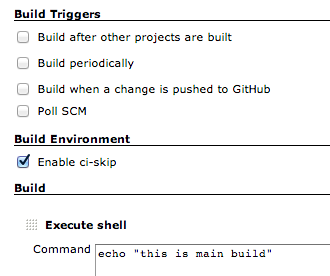 Build Triggers
Build after other projects are built
Build periodically
Build when a change is pushed to GitHub
Poll SCM
Build Environment
Enable ci-skip
Build
Execute shell
Command echo "this is main build"